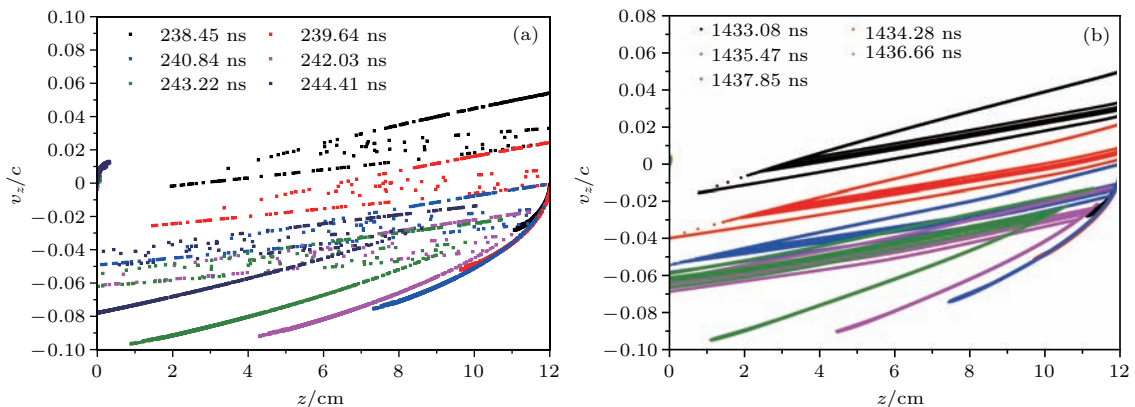 (a)
238.45 ns 239.64 ns
240.84 ns 242.03 ns
243.22 ns 244.41 ns
0.10
0.08
0.06
0.04
0.02
0
−0.02
−0.04
−0.06
−0.08
−0.10
v_z/c
0 2 4 6 8 10 12
z/cm
(b)
1433.08 ns 1434.28 ns
1435.47 ns 1436.66 ns
1437.85 ns
0.08
0.04
0.02
0
−0.02
−0.04
−0.06
−0.08
−0.10
v_z/c
0 2 4 6 8 10 12
z/cm